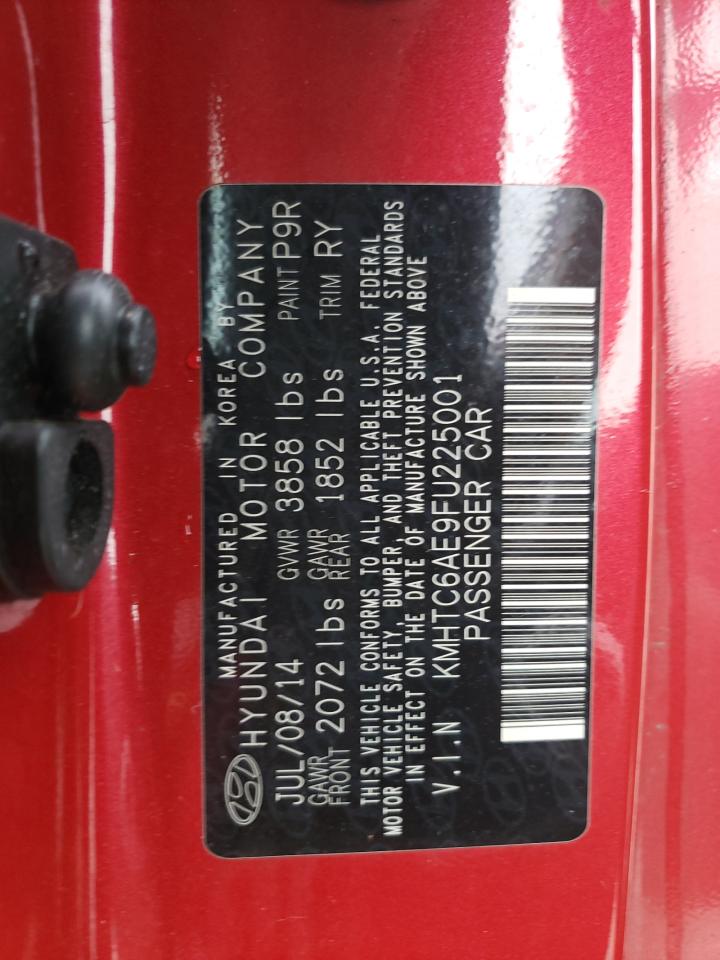 MANUFACTURED IN KOREA BY
HYUNDAI MOTOR COMPANY
JUL/08/14 GVWR 3858 lbs PAINT P9R
GAWR FRONT 2072 lbs GAWR REAR 1852 lbs TRIM RY
THIS VEHICLE CONFORMS TO ALL APPLICABLE U.S.A. FEDERAL
MOTOR VEHICLE SAFETY, BUMPER, AND THEFT PREVENTION STANDARDS
IN EFFECT ON THE DATE OF MANUFACTURE SHOWN ABOVE
V.I.N KMHTC6AE9FU225001
PASSENGER CAR